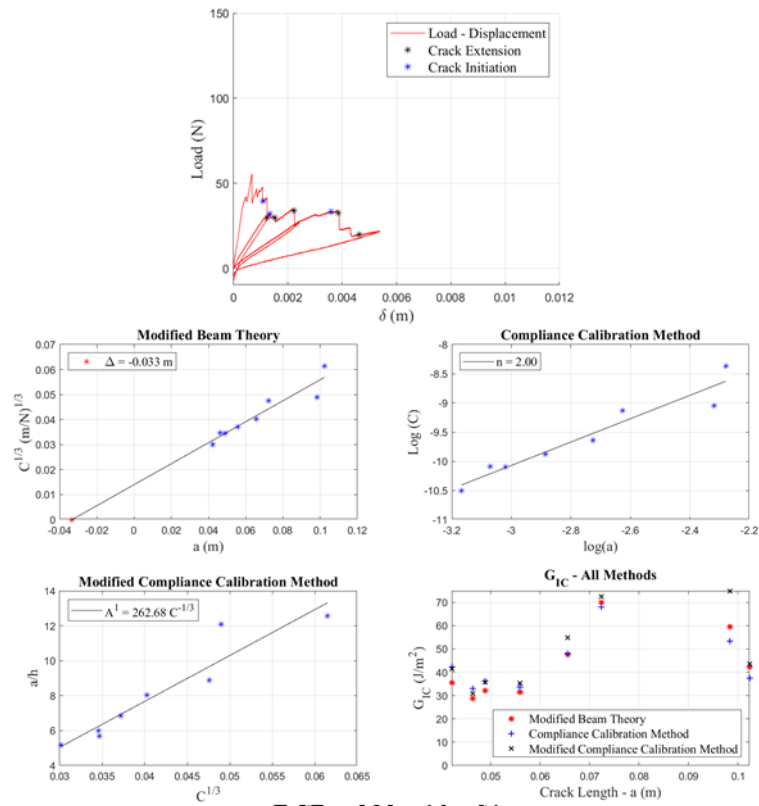 150
100
50
0
Load (N)
Load - Displacement
Crack Extension
Crack Initiation
0 0.002 0.004 0.006 0.008 0.01 0.012
δ (m)
Modified Beam Theory
0.07
0.06
0.05
0.04
0.03
0.02
0.01
0
C^1/3 (m/N)^1/3
Δ = -0.033 m
-0.04 -0.02 0 0.02 0.04 0.06 0.08 0.1 0.12
a (m)
Compliance Calibration Method
-8
-8.5
-9
-9.5
-10
-10.5
-11
Log (C)
n = 2.00
-3.2 -3 -2.8 -2.6 -2.4 -2.2
log(a)
Modified Compliance Calibration Method
14
12
10
8
6
4
a/h
A^1 = 262.68 C^-1/3
0.03 0.035 0.04 0.045 0.05 0.055 0.06 0.065
C^1/3
G_IC - All Methods
70
60
50
40
30
20
10
0
G_IC (J/m^2)
Modified Beam Theory
Compliance Calibration Method
Modified Compliance Calibration Method
0.05 0.06 0.07 0.08 0.09 0.1
Crack Length - a (m)